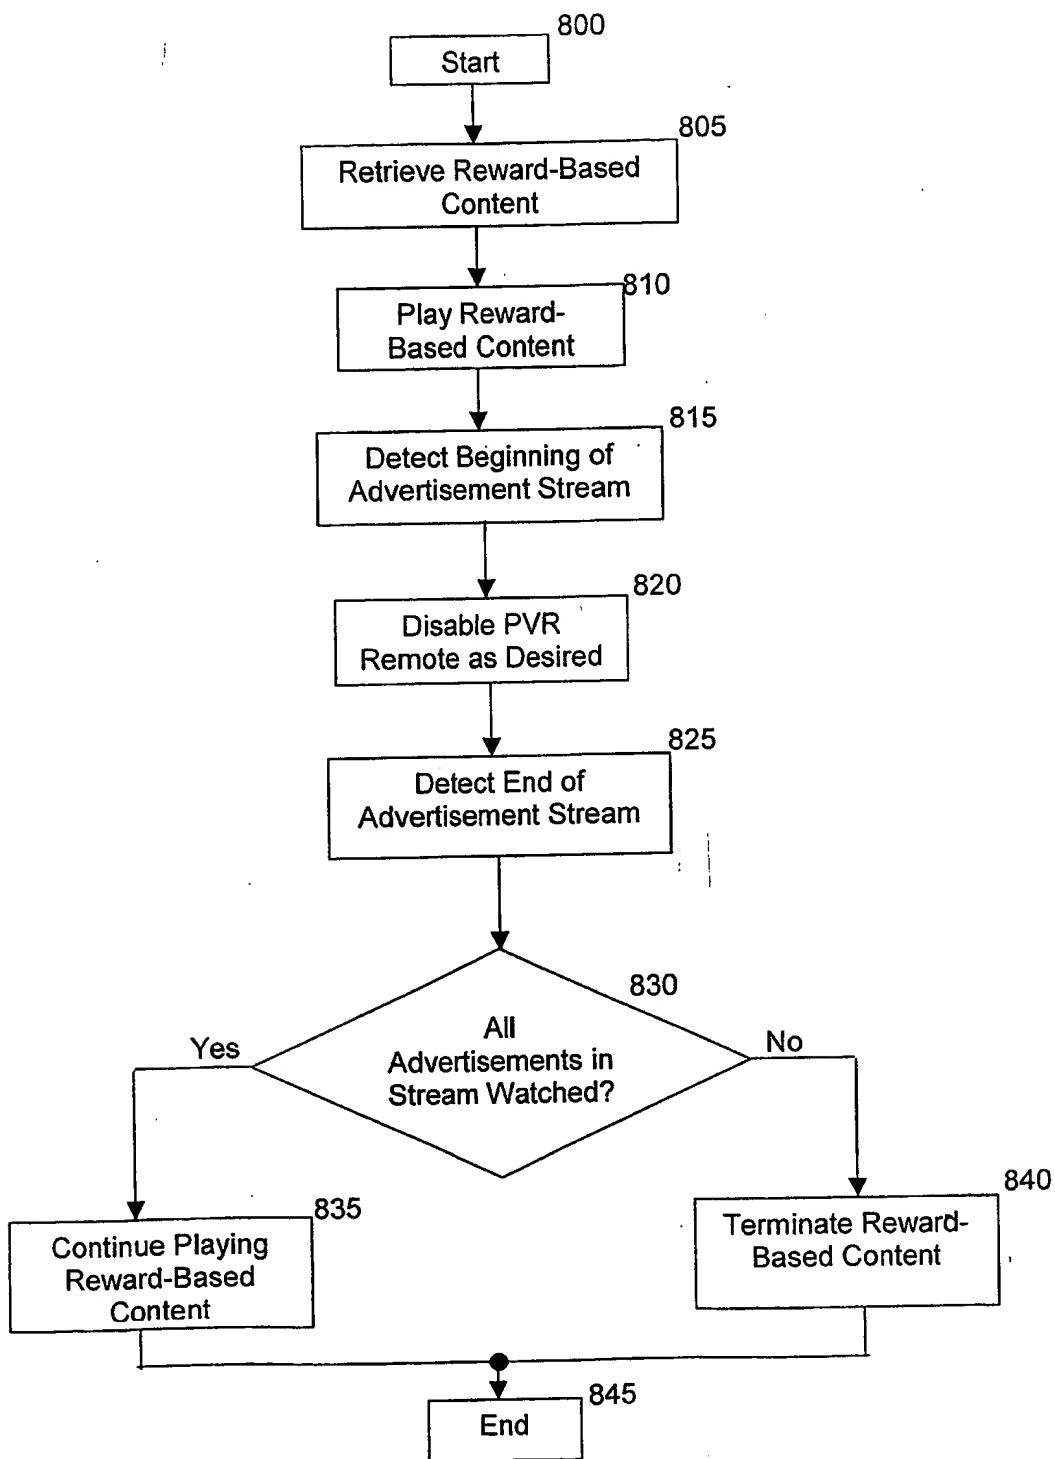 800
Start
805
Retrieve Reward-Based
Content
810
Play Reward-
Based Content
815
Detect Beginning of
Advertisement Stream
820
Disable PVR
Remote as Desired
825
Detect End of
Advertisement Stream
830
All
Advertisements in
Stream Watched?
Yes
No
835
Continue Playing
Reward-Based
Content
840
Terminate Reward-
Based Content
845
End